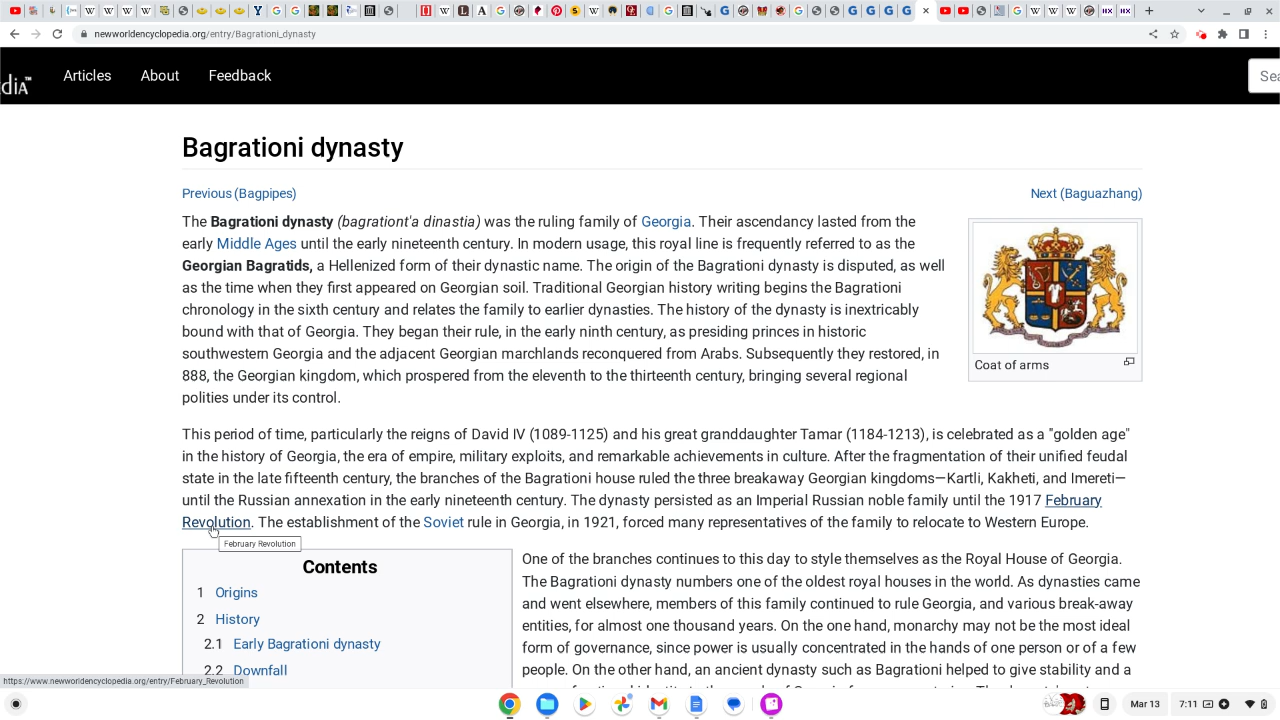 newworldencyclopedia.org/entry/Bagrationi_dynasty
Articles About Feedback
Bagrationi dynasty
Previous (Bagpipes) Next (Baguazhang)
The Bagrationi dynasty (bagrationt'a dinastia) was the ruling family of Georgia. Their ascendancy lasted from the
early Middle Ages until the early nineteenth century. In modern usage, this royal line is frequently referred to as the
Georgian Bagratids, a Hellenized form of their dynastic name. The origin of the Bagrationi dynasty is disputed, as well
as the time when they first appeared on Georgian soil. Traditional Georgian history writing begins the Bagrationi
chronology in the sixth century and relates the family to earlier dynasties. The history of the dynasty is inextricably
bound with that of Georgia. They began their rule, in the early ninth century, as presiding princes in historic
southwestern Georgia and the adjacent Georgian marchlands reconquered from Arabs. Subsequently they restored, in
888, the Georgian kingdom, which prospered from the eleventh to the thirteenth century, bringing several regional
polities under its control.
Coat of arms
This period of time, particularly the reigns of David IV (1089-1125) and his great granddaughter Tamar (1184-1213), is celebrated as a "golden age"
in the history of Georgia, the era of empire, military exploits, and remarkable achievements in culture. After the fragmentation of their unified feudal
state in the late fifteenth century, the branches of the Bagrationi house ruled the three breakaway Georgian kingdoms—Kartli, Kakheti, and Imereti—
until the Russian annexation in the early nineteenth century. The dynasty persisted as an Imperial Russian noble family until the 1917 February
Revolution. The establishment of the Soviet rule in Georgia, in 1921, forced many representatives of the family to relocate to Western Europe.
February Revolution
Contents
1 Origins
2 History
2.1 Early Bagrationi dynasty
2.2 Downfall
One of the branches continues to this day to style themselves as the Royal House of Georgia.
The Bagrationi dynasty numbers one of the oldest royal houses in the world. As dynasties came
and went elsewhere, members of this family continued to rule Georgia, and various break-away
entities, for almost one thousand years. On the one hand, monarchy may not be the most ideal
form of governance, since power is usually concentrated in the hands of one person or of a few
people. On the other hand, an ancient dynasty such as Bagrationi helped to give stability and a
https://www.newworldencyclopedia.org/entry/February_Revolution
Mar 13 7:11